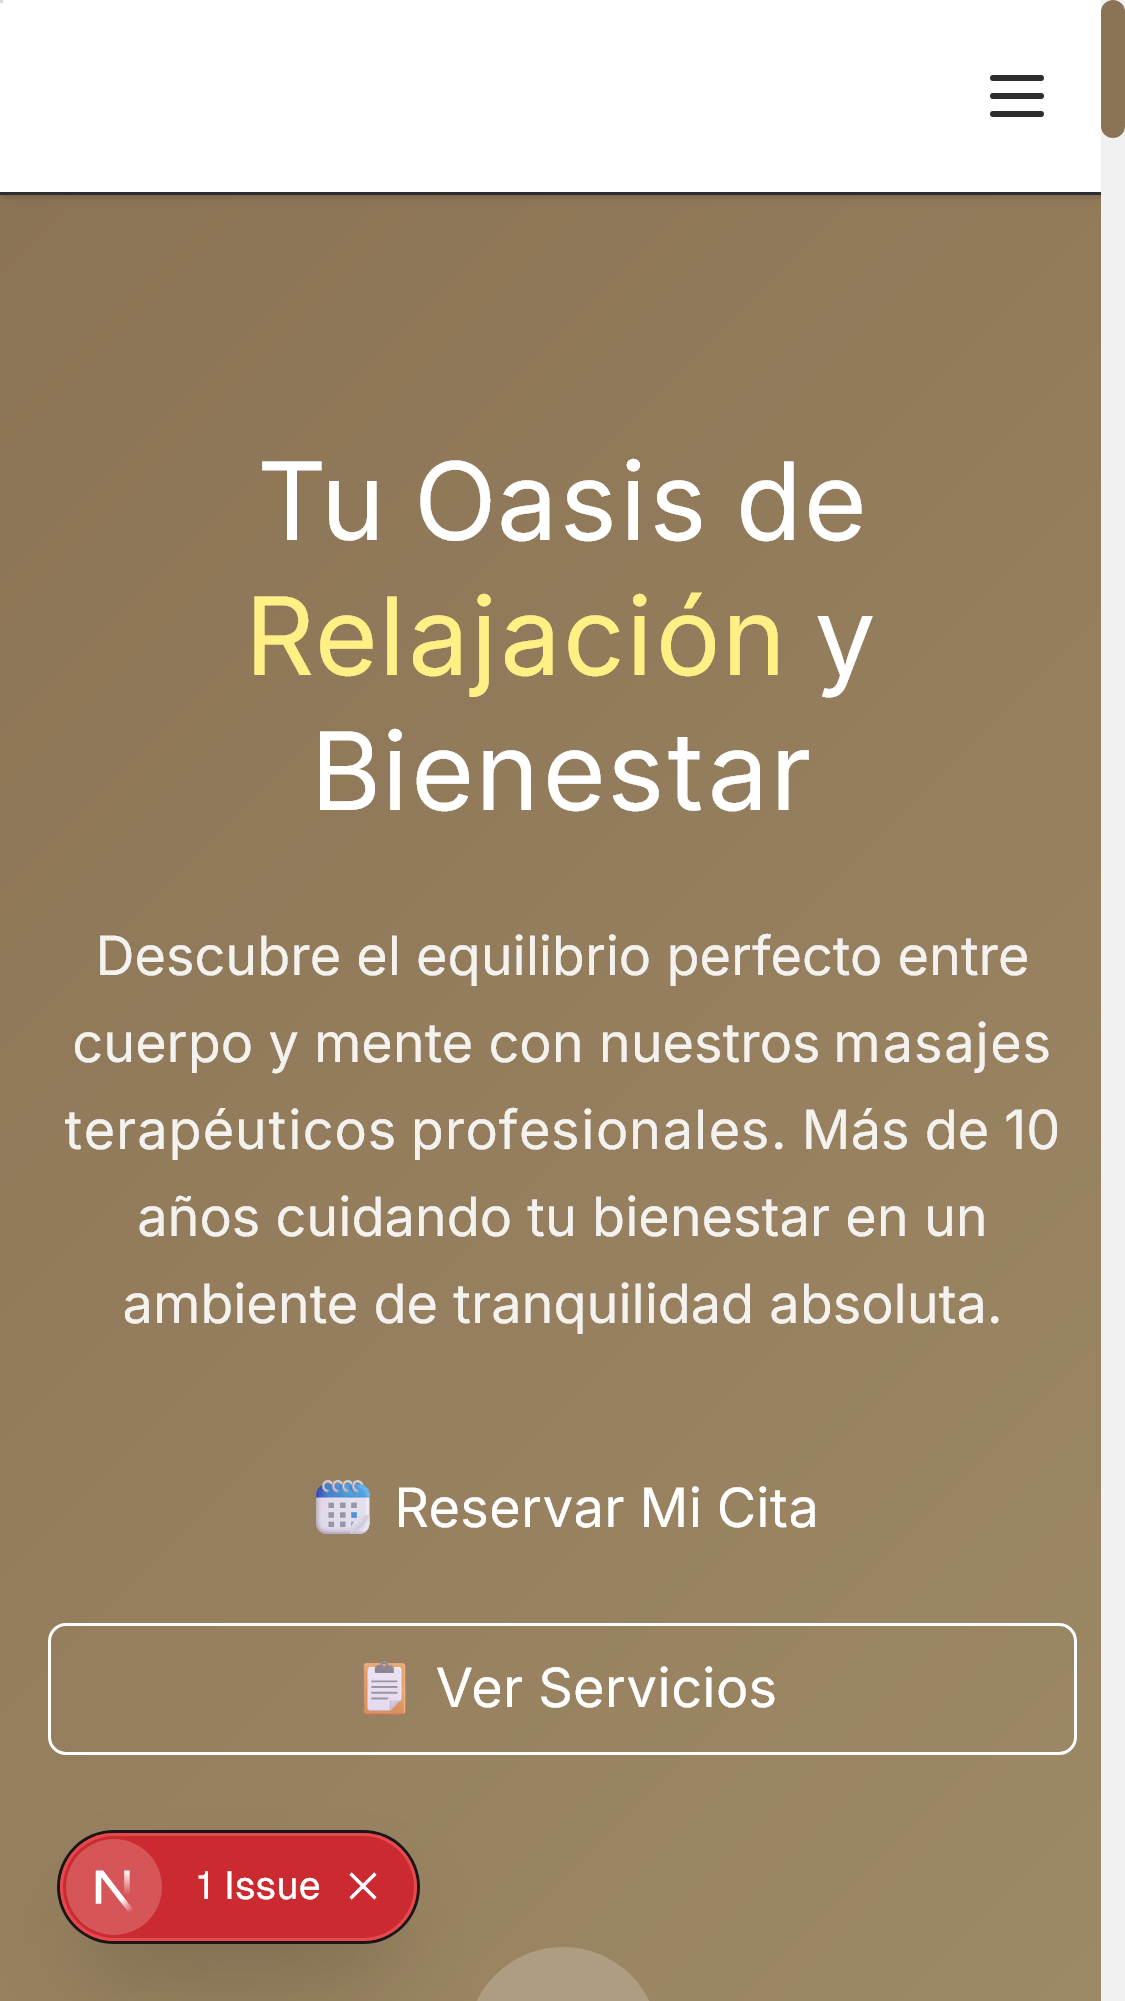 Tu Oasis de
Relajación y
Bienestar
Descubre el equilibrio perfecto entre
cuerpo y mente con nuestros masajes
terapéuticos profesionales. Más de 10
años cuidando tu bienestar en un
ambiente de tranquilidad absoluta.
Reservar Mi Cita
Ver Servicios
N 1 Issue